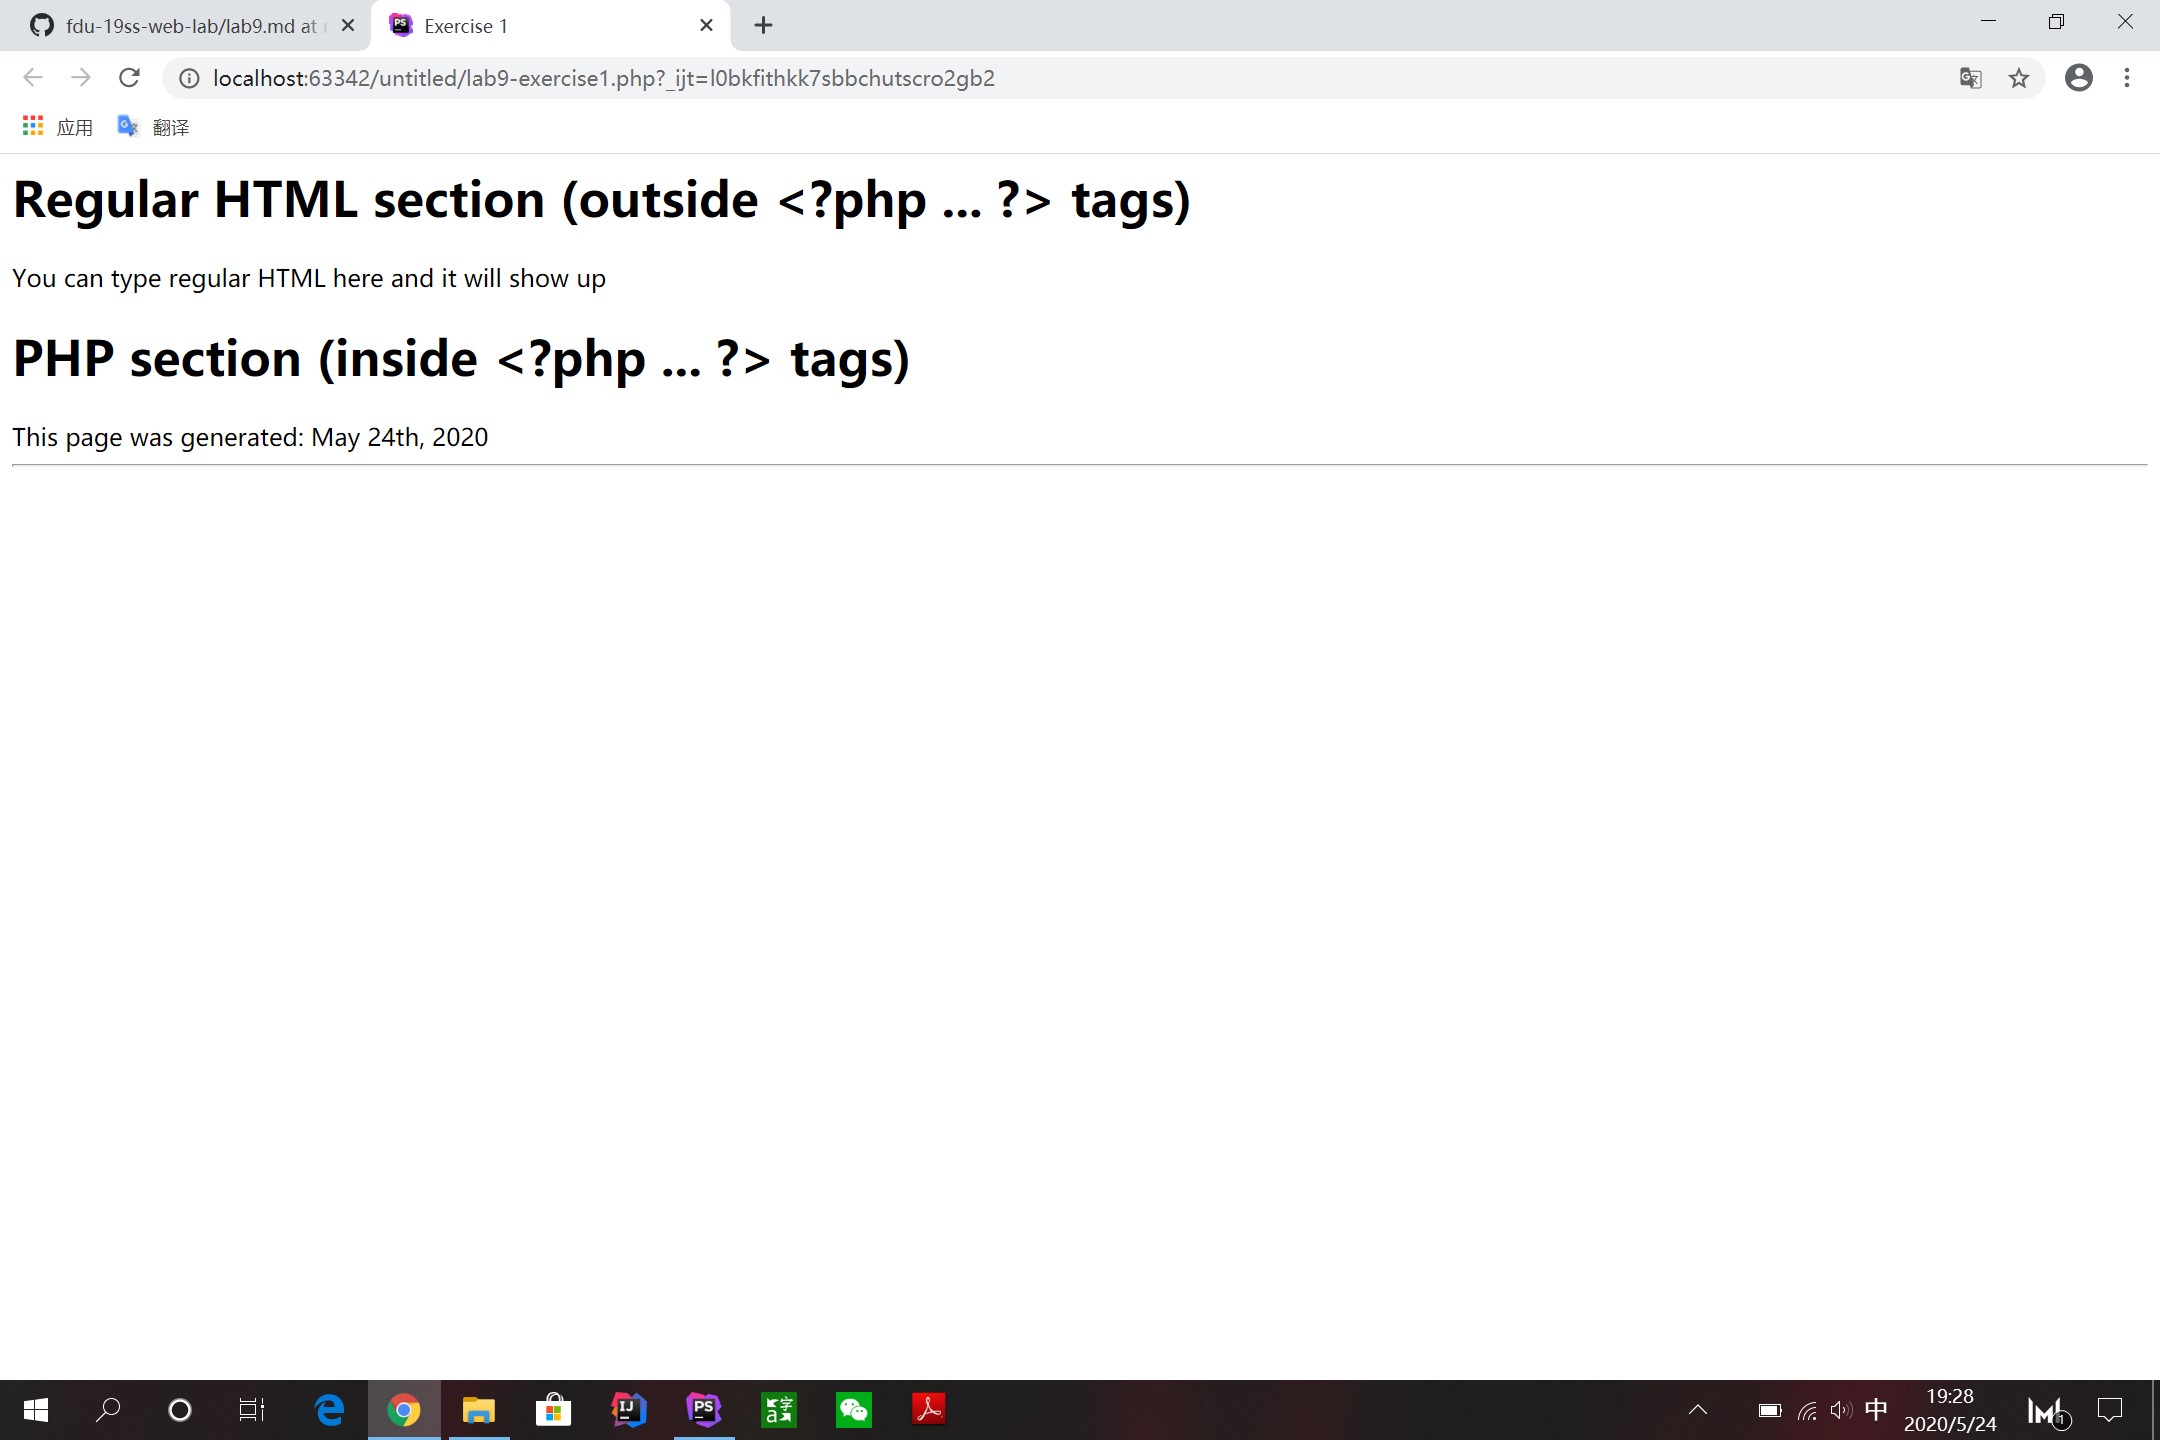 fdu-19ss-web-lab/lab9.md at
Exercise 1
localhost:63342/untitled/lab9-exercise1.php?_ijt=l0bkfithkk7sbbchutscro2gb2
应用
翻译
Regular HTML section (outside <?php ... ?> tags)
You can type regular HTML here and it will show up
PHP section (inside <?php ... ?> tags)
This page was generated: May 24th, 2020
IJ
PS
中
19:28
2020/5/24